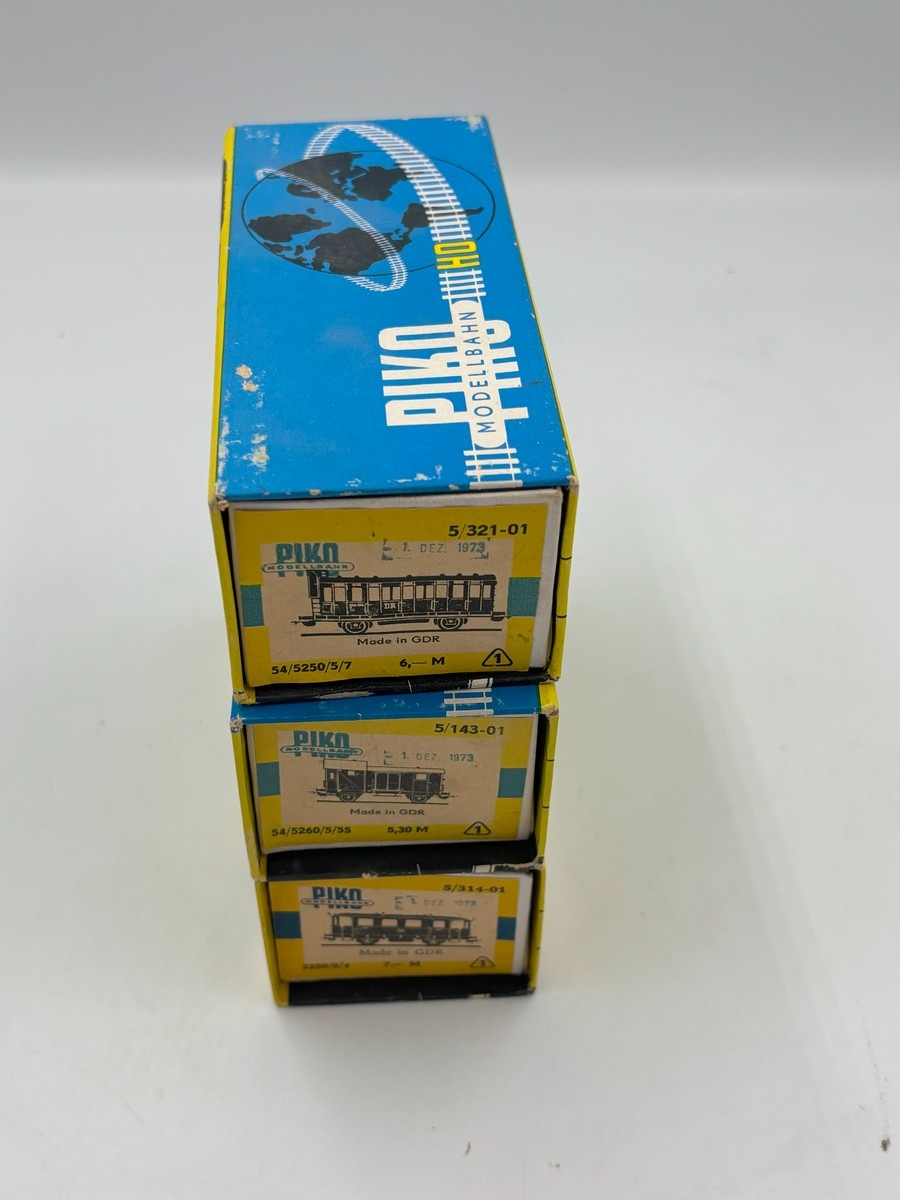 HO
PIKO
MODELLBAHN
5/321-01
PIKO
MODELLBAHR
E 1. DEZ. 1973
DR
Made in GDR
54/5250/5/7 6,— M 1
5/143-01
PIKO
MODELLBAHN
E 1. DEZ. 1973
Made in GDR
54/5260/5/55 5,30 M 1
5/314-01
PIKO
MODELLBAHN
E 1. DEZ. 1973
Made in GDR
7,— M 1